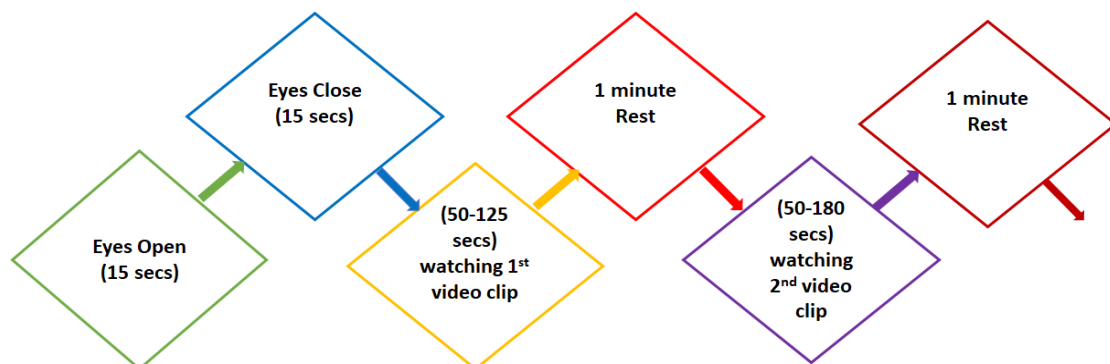 Eyes Open
(15 secs)
Eyes Close
(15 secs)
(50-125
secs)
watching 1st
video clip
1 minute
Rest
(50-180
secs)
watching
2nd video
clip
1 minute
Rest